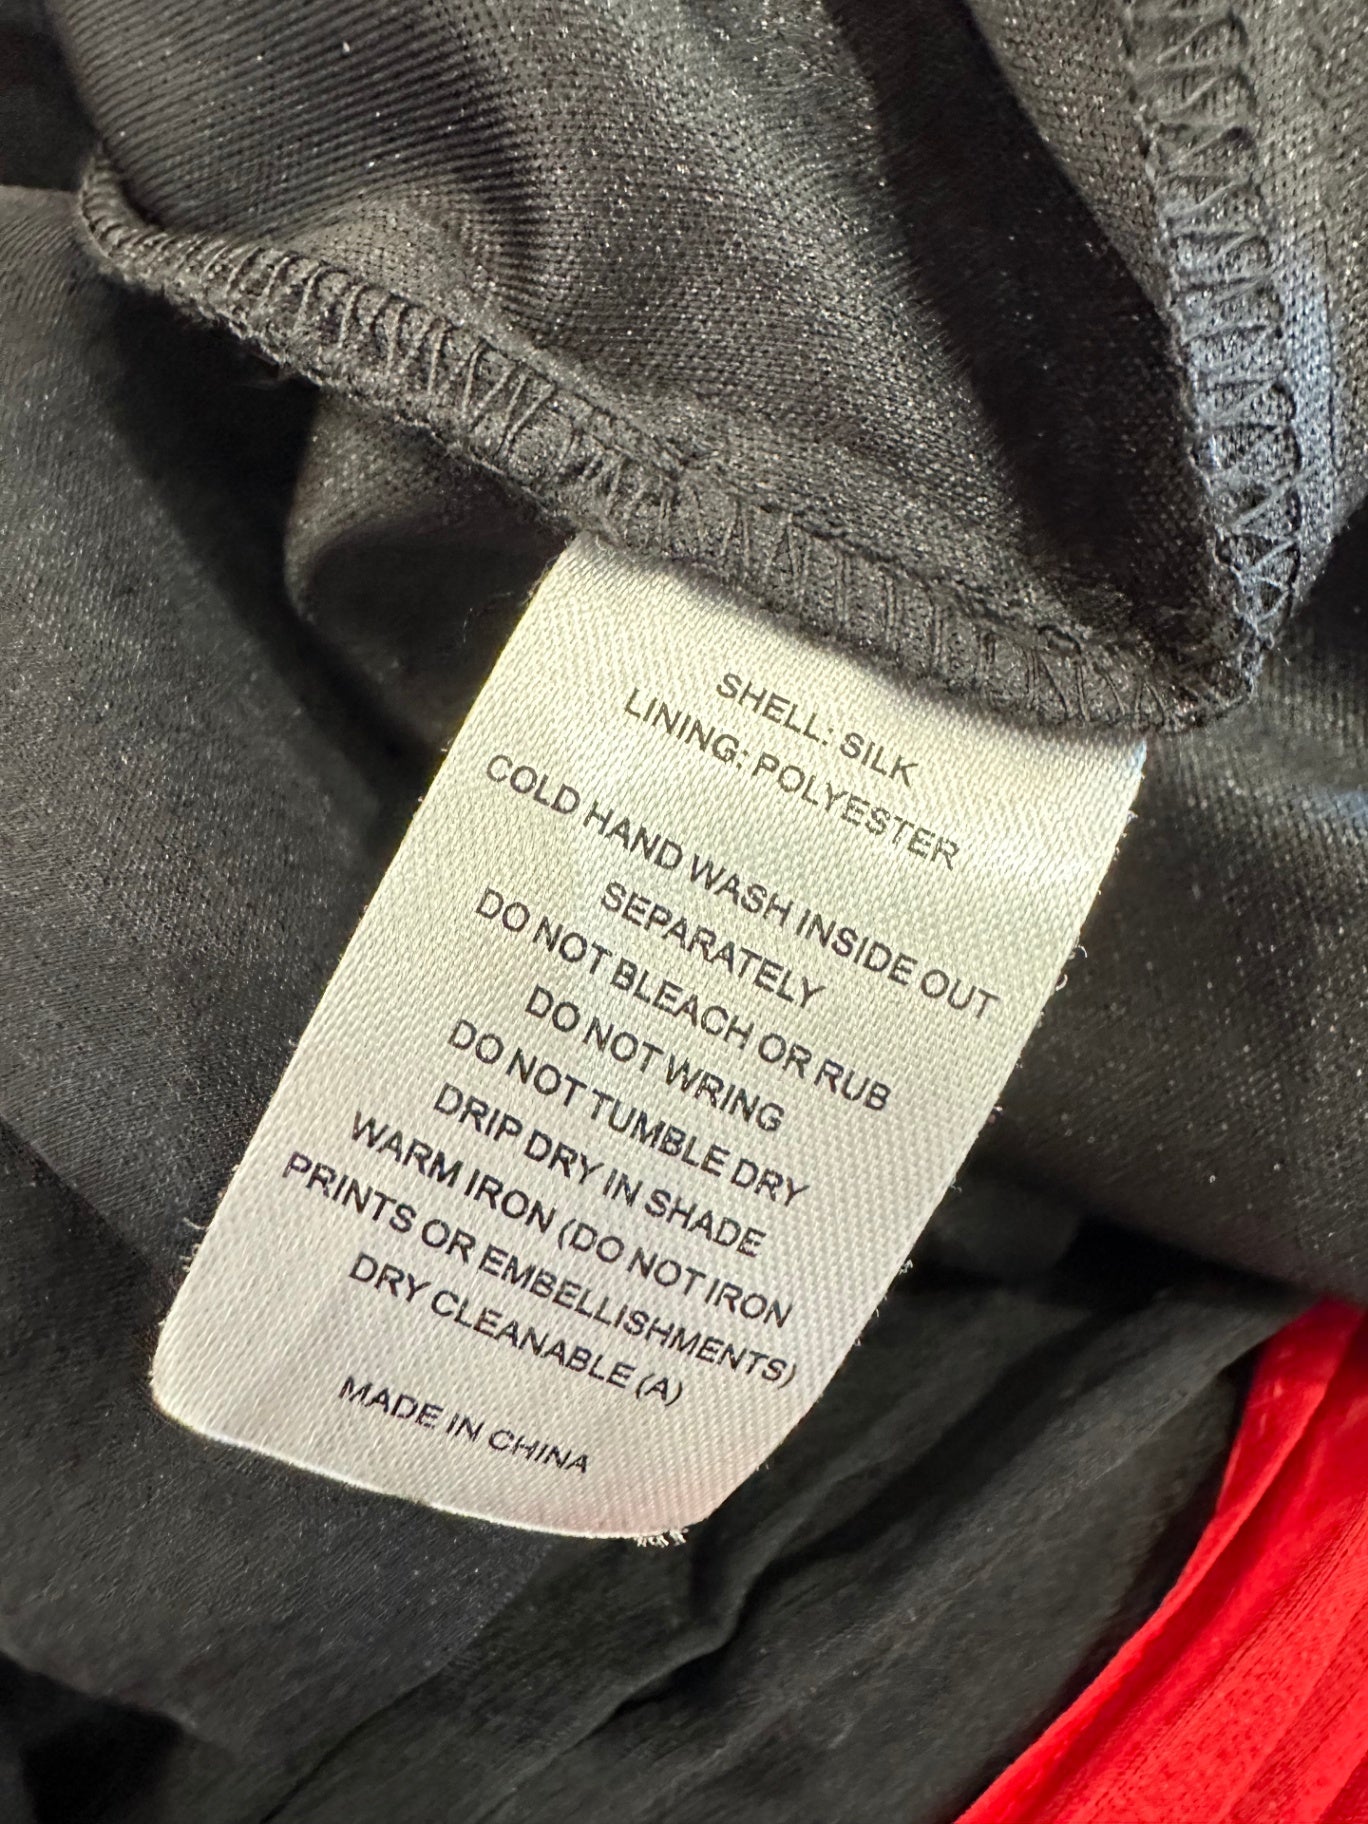 SHELL: SILK
LINING: POLYESTER
COLD HAND WASH INSIDE OUT
SEPARATELY
DO NOT BLEACH OR RUB
DO NOT WRING
DO NOT TUMBLE DRY
DRIP DRY IN SHADE
WARM IRON (DO NOT IRON
PRINTS OR EMBELLISHMENTS)
DRY CLEANABLE (A)
MADE IN CHINA